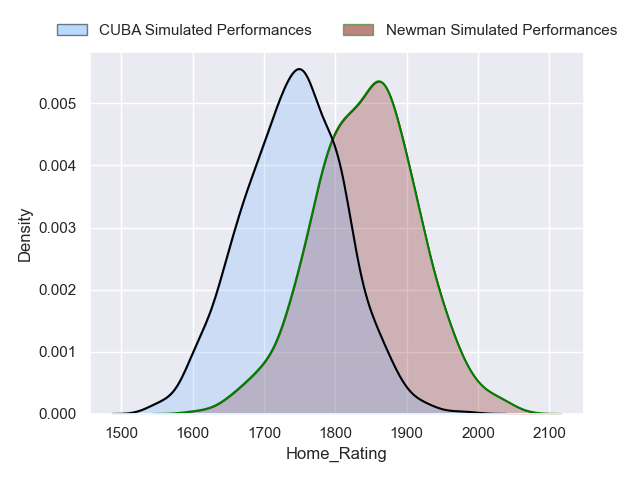 CUBA Simulated Performances Newman Simulated Performances
0.005
0.004
0.003
0.002
0.001
0.000
Density
1500 1600 1700 1800 1900 2000 2100
Home_Rating